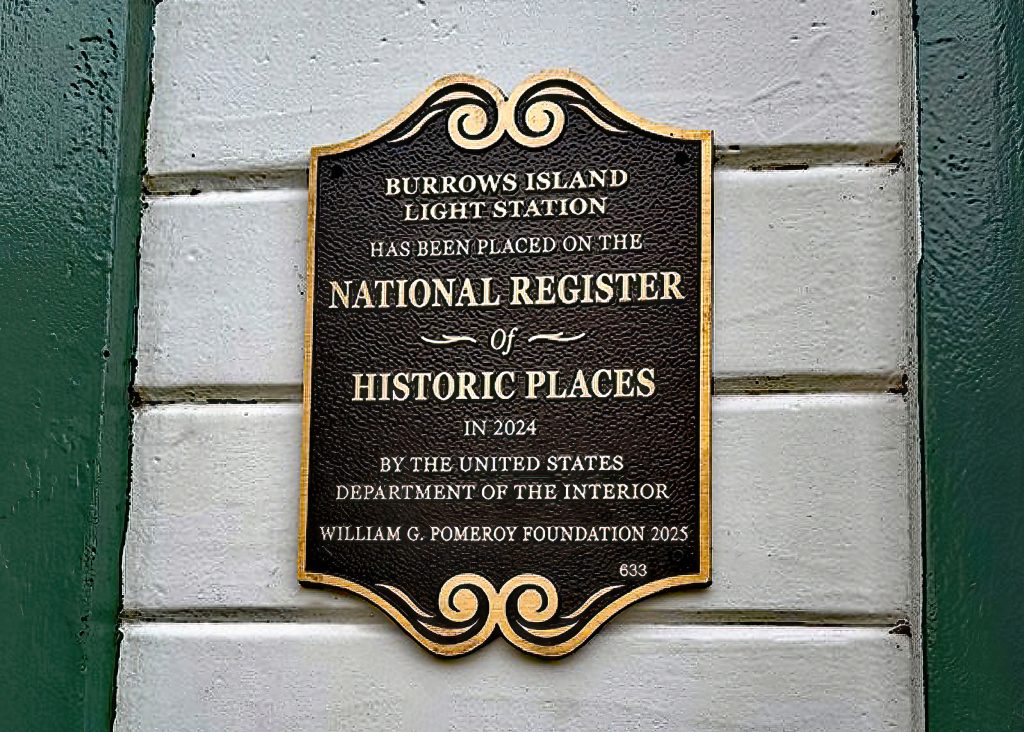 BURROWS ISLAND
LIGHT STATION
HAS BEEN PLACED ON THE
NATIONAL REGISTER
Of
HISTORIC PLACES
IN 2024
BY THE UNITED STATES
DEPARTMENT OF THE INTERIOR
WILLIAM G. POMEROY FOUNDATION 2025
633